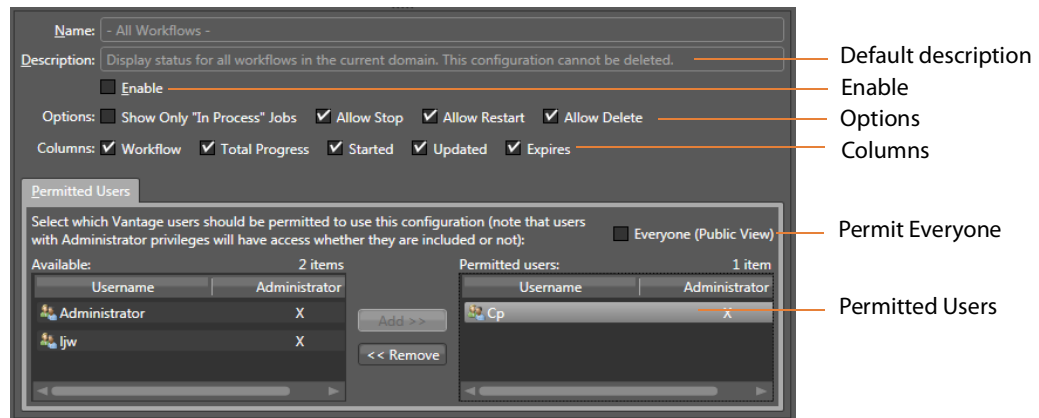 Name: - All Workflows -
Description: Display status for all workflows in the current domain. This configuration cannot be deleted.
Default description
Enable
Enable
Options: Show Only "In Process" Jobs Allow Stop Allow Restart Allow Delete
Options
Columns: Workflow Total Progress Started Updated Expires
Columns
Permitted Users
Select which Vantage users should be permitted to use this configuration (note that users
with Administrator privileges will have access whether they are included or not):
Everyone (Public View)
Permit Everyone
Available: 2 items
Permitted users: 1 item
Username Administrator
Username Administrator
Administrator X
ljw X
Add >>
<< Remove
Cp X
Permitted Users